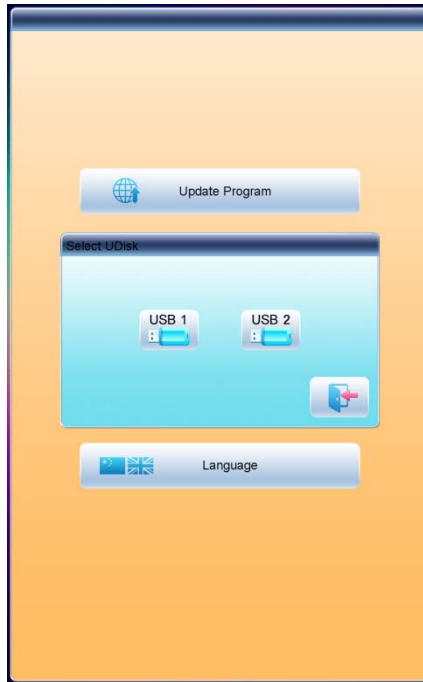 Update Program
Select UDisk
USB 1
USB 2
Language